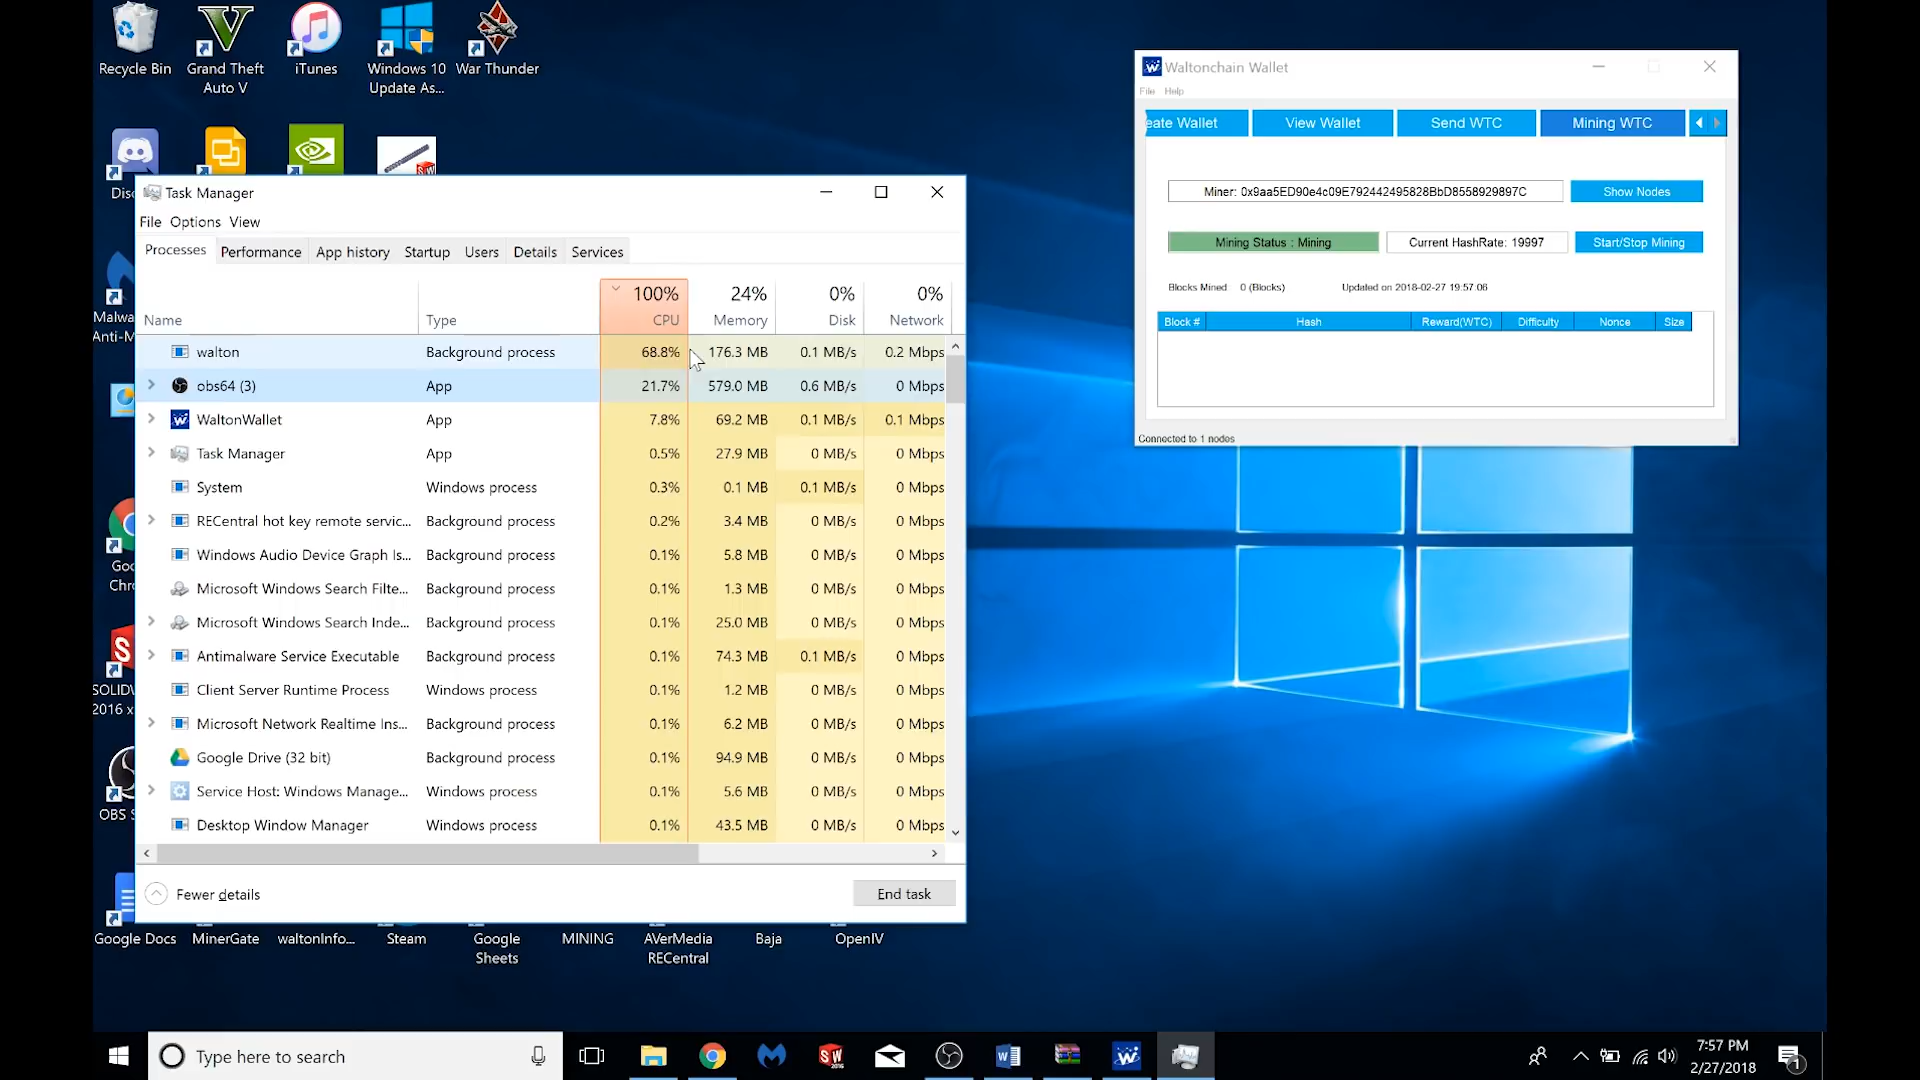 Recycle Bin
Grand Theft
Auto V
iTunes
Windows 10
Update As...
War Thunder
Waltonchain Wallet
File Help
eate Wallet
View Wallet
Send WTC
Mining WTC
Miner: 0x9aa5ED90e4c09E792442495828BbD8558929897C
Show Nodes
Mining Status : Mining
Current HashRate: 19997
Start/Stop Mining
Blocks Mined 0 (Blocks) Updated on 2018-02-27 19:57:06
Block # Hash Reward(WTC) Difficulty Nonce Size
Connected to 1 nodes
Disc
Malwa
Anti-M
Goo
Chro
SOLIDW
2016 x
OBS S
Task Manager
File Options View
Processes Performance App history Startup Users Details Services
100% 24% 0% 0%
Name Type CPU Memory Disk Network
walton Background process 68.8% 176.3 MB 0.1 MB/s 0.2 Mbps
obs64 (3) App 21.7% 579.0 MB 0.6 MB/s 0 Mbps
WaltonWallet App 7.8% 69.2 MB 0.1 MB/s 0.1 Mbps
Task Manager App 0.5% 27.9 MB 0 MB/s 0 Mbps
System Windows process 0.3% 0.1 MB 0.1 MB/s 0 Mbps
RECentral hot key remote servic... Background process 0.2% 3.4 MB 0 MB/s 0 Mbps
Windows Audio Device Graph Is... Background process 0.1% 5.8 MB 0 MB/s 0 Mbps
Microsoft Windows Search Filte... Background process 0.1% 1.3 MB 0 MB/s 0 Mbps
Microsoft Windows Search Inde... Background process 0.1% 25.0 MB 0 MB/s 0 Mbps
Antimalware Service Executable Background process 0.1% 74.3 MB 0.1 MB/s 0 Mbps
Client Server Runtime Process Windows process 0.1% 1.2 MB 0 MB/s 0 Mbps
Microsoft Network Realtime Ins... Background process 0.1% 6.2 MB 0 MB/s 0 Mbps
Google Drive (32 bit) Background process 0.1% 94.9 MB 0 MB/s 0 Mbps
Service Host: Windows Manage... Windows process 0.1% 5.6 MB 0 MB/s 0 Mbps
Desktop Window Manager Windows process 0.1% 43.5 MB 0 MB/s 0 Mbps
Fewer details
End task
Google Docs
MinerGate
waltonInfo...
Steam
Google
Sheets
MINING
AVerMedia
RECentral
Baja
OpenIV
Type here to search
7:57 PM
2/27/2018
1